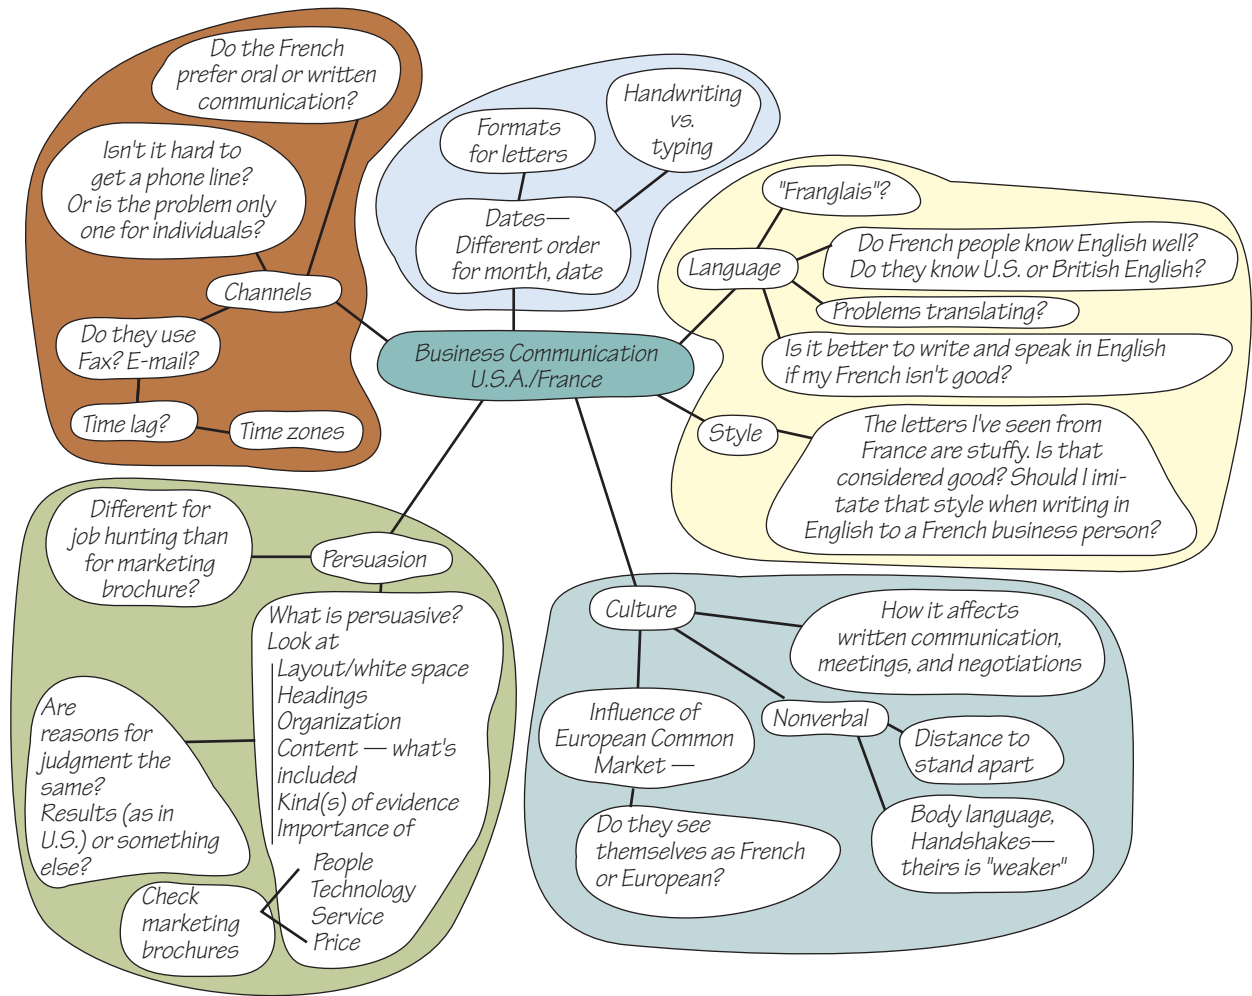 Do the French
prefer oral or written
communication?
Isn't it hard to
get a phone line?
Or is the problem only
one for individuals?
Channels
Do they use
Fax? E-mail?
Time lag?
Time zones
Formats
for letters
Handwriting
vs.
typing
Dates—
Different order
for month, date
"Franglais"?
Language
Do French people know English well?
Do they know U.S. or British English?
Problems translating?
Is it better to write and speak in English
if my French isn't good?
Business Communication
U.S.A./France
Style
The letters I've seen from
France are stuffy. Is that
considered good? Should I imi-
tate that style when writing in
English to a French business person?
Different for
job hunting than
for marketing
brochure?
Persuasion
What is persuasive?
Look at
Layout/white space
Headings
Organization
Content — what's
included
Kind(s) of evidence
Importance of
People
Technology
Service
Price
Are
reasons for
judgment the
same?
Results (as in
U.S.) or something
else?
Check
marketing
brochures
Culture
How it affects
written communication,
meetings, and negotiations
Influence of
European Common
Market —
Nonverbal
Distance to
stand apart
Do they see
themselves as French
or European?
Body language,
Handshakes—
theirs is "weaker"